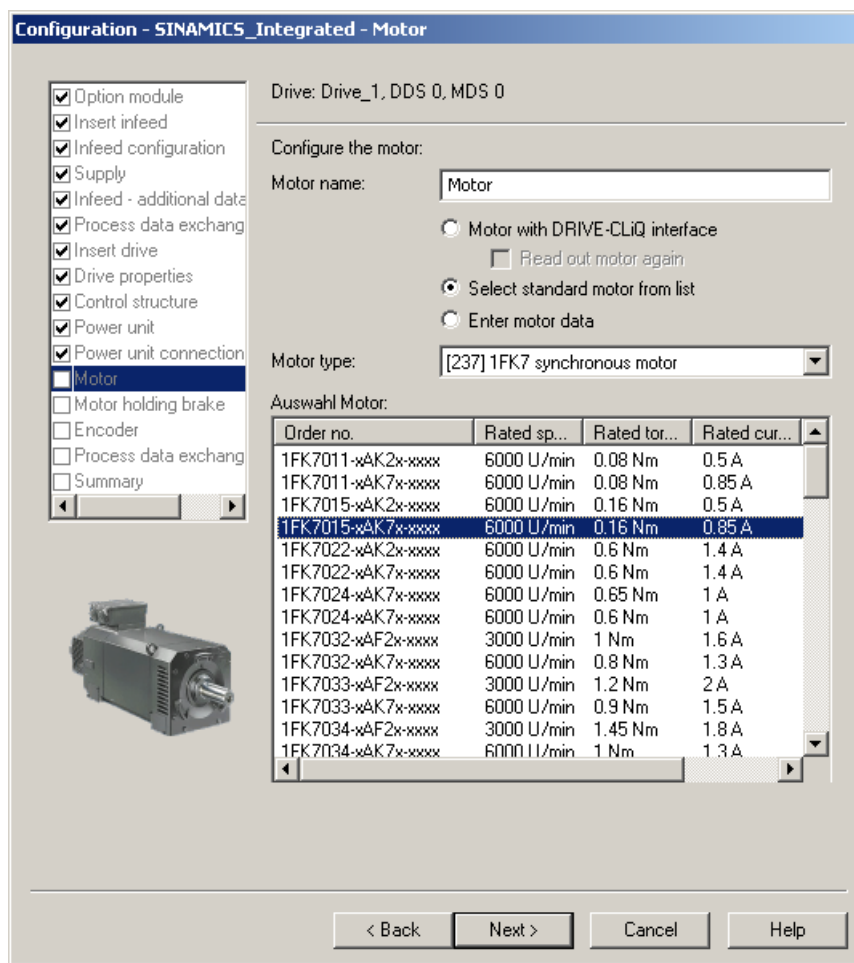 Configuration - SINAMICS_Integrated - Motor
Option module
Insert infeed
Infeed configuration
Supply
Infeed - additional data
Process data exchang
Insert drive
Drive properties
Control structure
Power unit
Power unit connection
Motor
Motor holding brake
Encoder
Process data exchang
Summary
Drive: Drive_1, DDS 0, MDS 0
Configure the motor:
Motor name: Motor
Motor with DRIVE-CLiQ interface
Read out motor again
Select standard motor from list
Enter motor data
Motor type: [237] 1FK7 synchronous motor
Auswahl Motor:
Order no. Rated sp... Rated tor... Rated cur...
1FK7011-xAK2x-xxxx 6000 U/min 0.08 Nm 0.5 A
1FK7011-xAK7x-xxxx 6000 U/min 0.08 Nm 0.85 A
1FK7015-xAK2x-xxxx 6000 U/min 0.16 Nm 0.5 A
1FK7015-xAK7x-xxxx 6000 U/min 0.16 Nm 0.85 A
1FK7022-xAK2x-xxxx 6000 U/min 0.6 Nm 1.4 A
1FK7022-xAK7x-xxxx 6000 U/min 0.6 Nm 1.4 A
1FK7024-xAK7x-xxxx 6000 U/min 0.65 Nm 1 A
1FK7024-xAK7x-xxxx 6000 U/min 0.6 Nm 1 A
1FK7032-xAF2x-xxxx 3000 U/min 1 Nm 1.6 A
1FK7032-xAK7x-xxxx 6000 U/min 0.8 Nm 1.3 A
1FK7033-xAF2x-xxxx 3000 U/min 1.2 Nm 2 A
1FK7033-xAK7x-xxxx 6000 U/min 0.9 Nm 1.5 A
1FK7034-xAF2x-xxxx 3000 U/min 1.45 Nm 1.8 A
1FK7034-xAK7x-xxxx 6000 U/min 1 Nm 1.3 A
< Back Next > Cancel Help